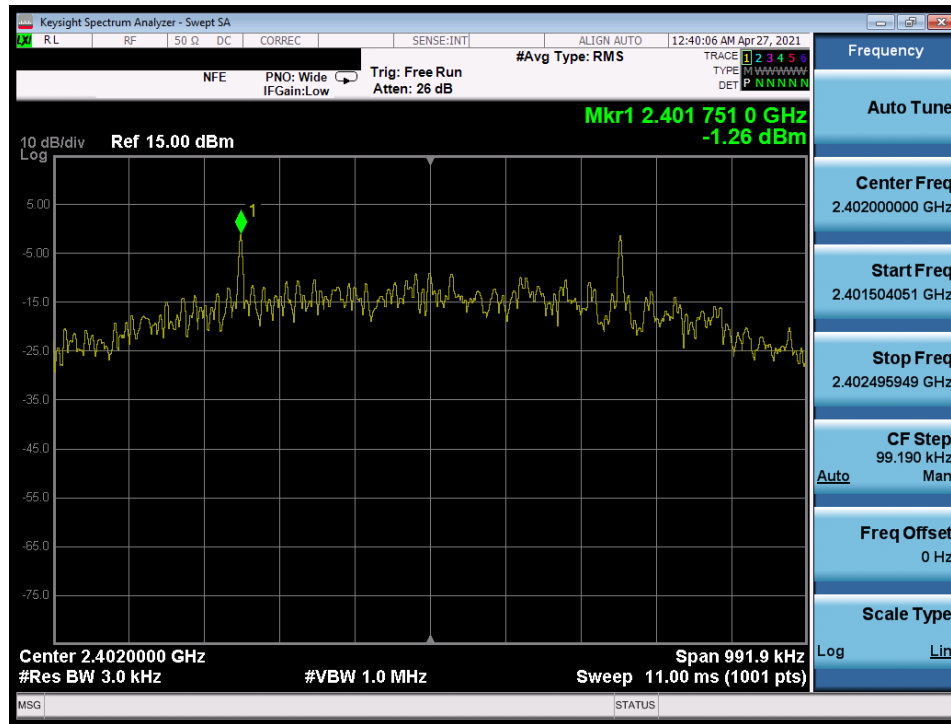 Keysight Spectrum Analyzer - Swept SA
LXI RL RF 50 Ω DC CORREC SENSE:INT ALIGN AUTO 12:40:06 AM Apr 27, 2021
#Avg Type: RMS TRACE 1 2 3 4 5 6
NFE PNO: Wide Trig: Free Run TYPE M W W W W W
IFGain:Low Atten: 26 dB DET P N N N N N
Mkr1 2.401 751 0 GHz
10 dB/div Ref 15.00 dBm -1.26 dBm
Log
1
5.00
-5.00
-15.0
-25.0
-35.0
-45.0
-55.0
-65.0
-75.0
Center 2.4020000 GHz Span 991.9 kHz
#Res BW 3.0 kHz #VBW 1.0 MHz Sweep 11.00 ms (1001 pts)
MSG STATUS
Frequency
Auto Tune
Center Freq
2.402000000 GHz
Start Freq
2.401504051 GHz
Stop Freq
2.402495949 GHz
CF Step
99.190 kHz
Auto Man
Freq Offset
0 Hz
Scale Type
Log Lin